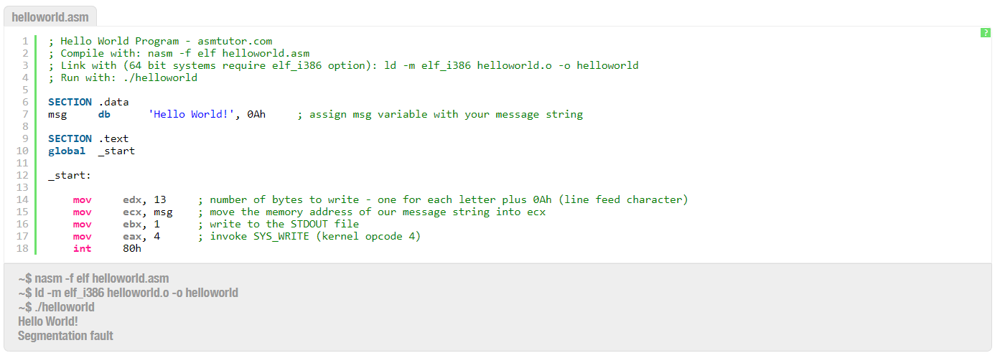 helloworld.asm
?
1 ; Hello World Program - asmtutor.com
2 ; Compile with: nasm -f elf helloworld.asm
3 ; Link with (64 bit systems require elf_i386 option): ld -m elf_i386 helloworld.o -o helloworld
4 ; Run with: ./helloworld
5
6 SECTION .data
7 msg     db      'Hello World!', 0Ah     ; assign msg variable with your message string
8
9 SECTION .text
10 global  _start
11
12 _start:
13
14     mov     edx, 13     ; number of bytes to write - one for each letter plus 0Ah (line feed character)
15     mov     ecx, msg    ; move the memory address of our message string into ecx
16     mov     ebx, 1      ; write to the STDOUT file
17     mov     eax, 4      ; invoke SYS_WRITE (kernel opcode 4)
18     int     80h
~$ nasm -f elf helloworld.asm
~$ ld -m elf_i386 helloworld.o -o helloworld
~$ ./helloworld
Hello World!
Segmentation fault